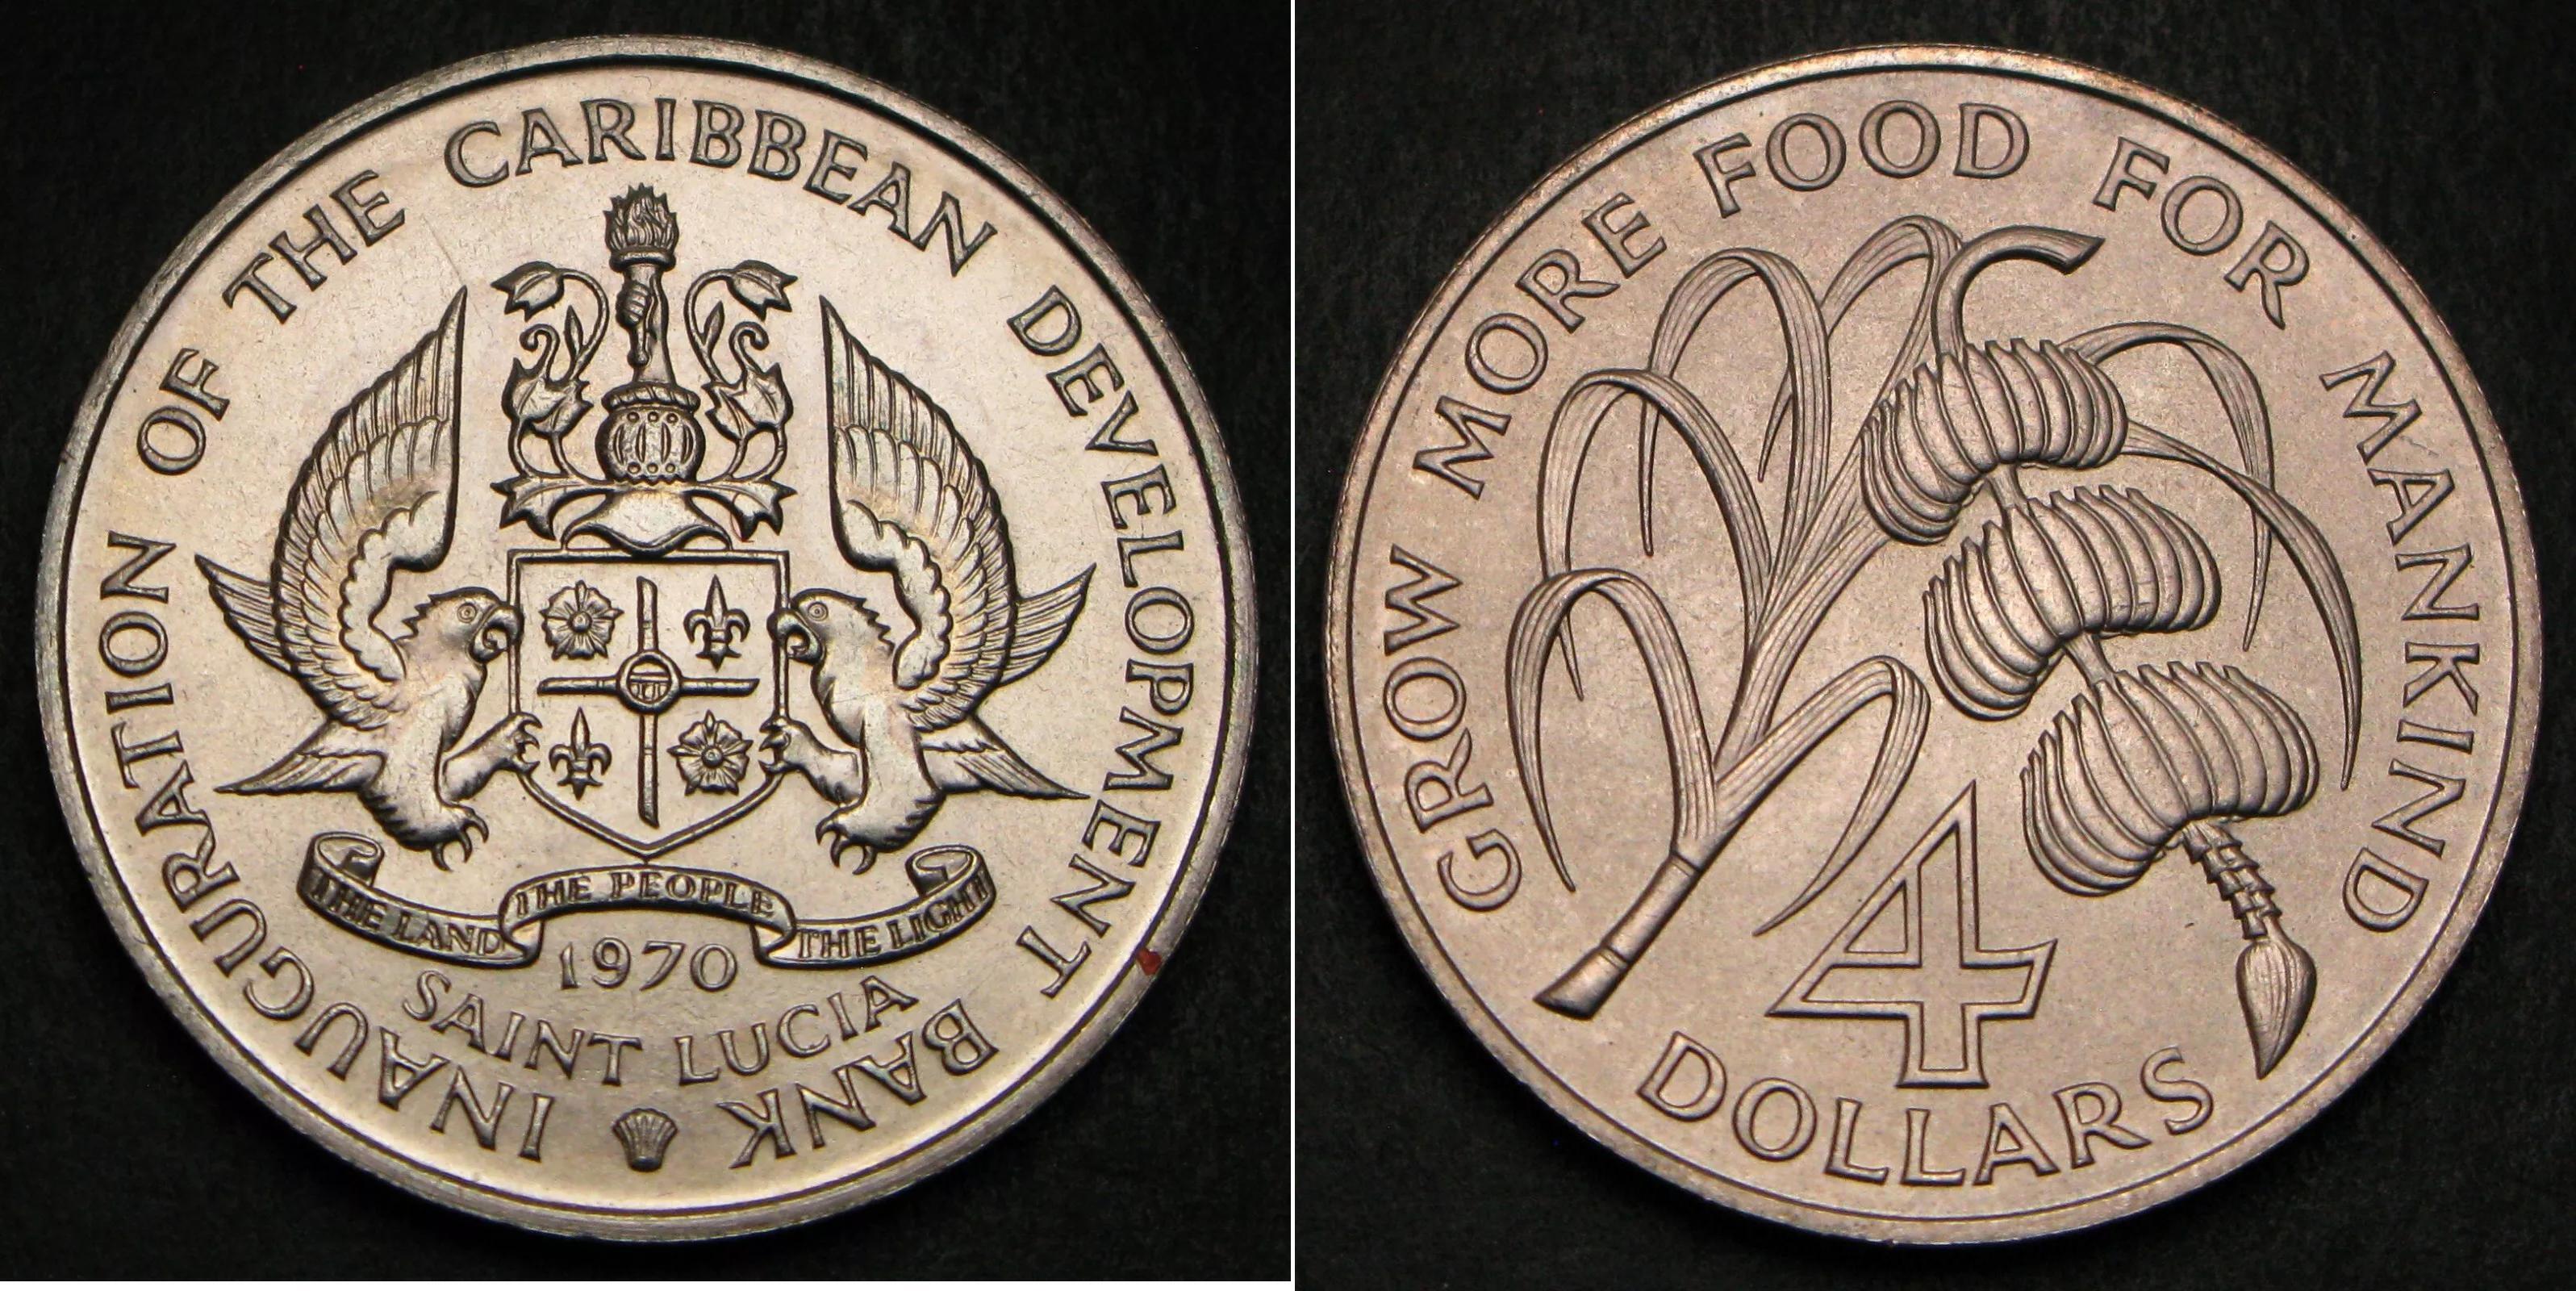 INAUGURATION OF THE CARIBBEAN DEVELOPMENT BANK
THE LAND THE PEOPLE THE LIGHT
1970
SAINT LUCIA
GROW MORE FOOD FOR MANKIND
4
DOLLARS